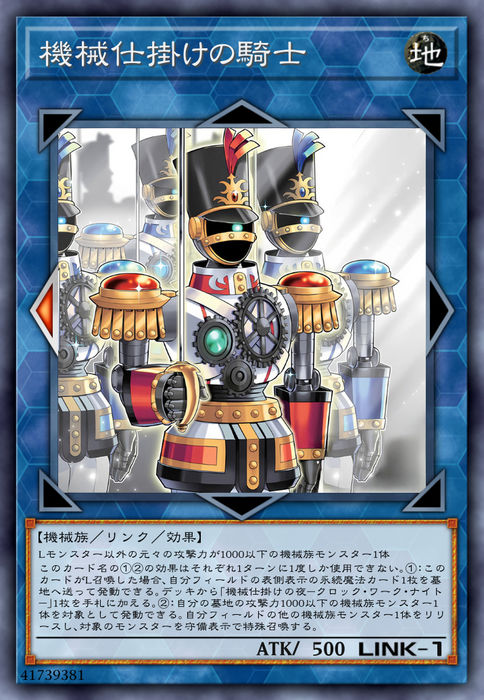 機械仕掛けの騎士
地
ち
【機械族／リンク／効果】
Lモンスター以外の元々の攻撃力が1000以下の機械族モンスター1体
このカード名の①②の効果はそれぞれ1ターンに1度しか使用できない。①：この
カードがL召喚した場合、自分フィールドの表側表示の永続魔法カード1枚を墓
地へ送って発動できる。デッキから「機械仕掛けの夜－クロック・ワーク・ナイト
－」1枚を手札に加える。②：自分の墓地の攻撃力1000以下の機械族モンスター1
体を対象として発動できる。自分フィールドの他の機械族モンスター1体をリリ
ースし、対象のモンスターを守備表示で特殊召喚する。
ATK/ 500 LINK-1
41739381